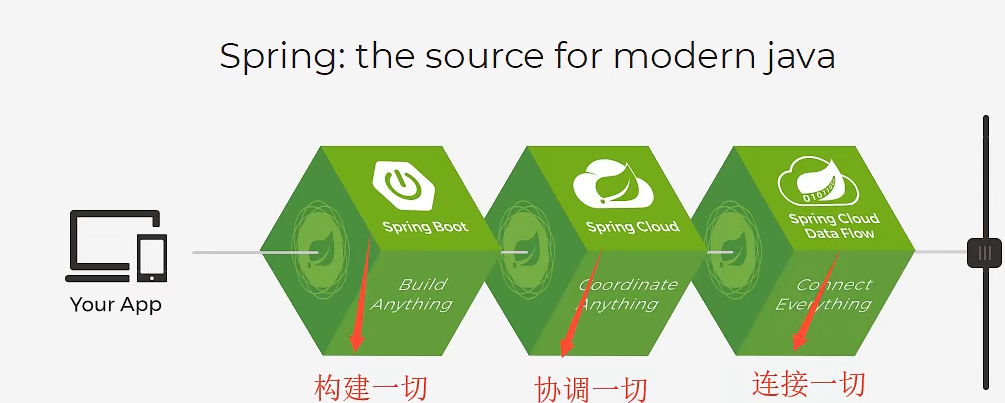 Spring: the source for modern java
Your App
Spring Boot
Build
Anything
构建一切
Spring Cloud
Coordinate
Anything
协调一切
Spring Cloud
Data Flow
Connect
Everything
连接一切